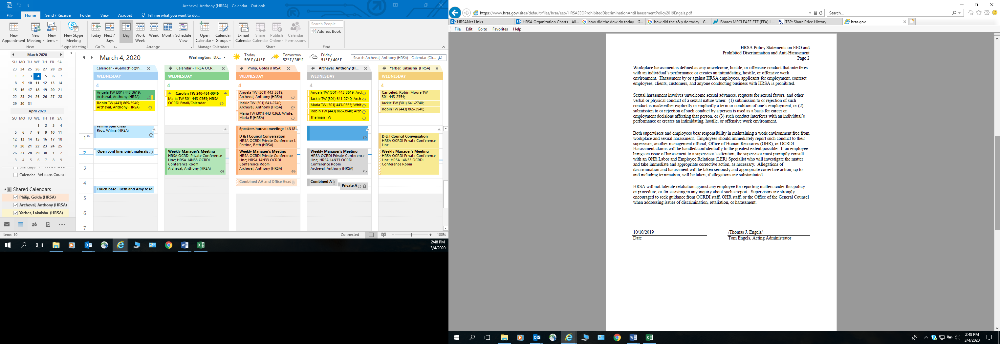 Archeval, Anthony (HRSA) - Calendar - Outlook
File Home Send / Receive Folder View Acrobat Tell me what you want to do...
New Appointment
New Meeting
New Items
New Skype Meeting
Today
Next 7 Days
Day
Work Week
Week
Month
Schedule View
Open Calendar
Calendar Groups
E-mail Calendar
Share Calendar
Publish Online
Calendar Permissions
Search People
Address Book
New Skype Meeting Go To Arrange Manage Calendars Share Find
March 2020
SU MO TU WE TH FR SA
23 24 25 26 27 28 29
1 2 3 4 5 6 7
8 9 10 11 12 13 14
15 16 17 18 19 20 21
22 23 24 25 26 27 28
29 30 31
April 2020
SU MO TU WE TH FR SA
1 2 3 4
5 6 7 8 9 10 11
12 13 14 15 16 17 18
19 20 21 22 23 24 25
26 27 28 29 30 1 2
3 4 5 6 7 8 9
Calendar - Veterans Council
Shared Calendars
Philip, Golda (HRSA)
Archeval, Anthony (HRSA)
Yarber, Lakaisha (HRSA)
March 4, 2020
Washington, D.C.
Today
59° F / 41° F
Tomorrow
52° F / 38° F
Friday
51° F / 40° F
Search Archeval, Anthony (HRSA) - Calendar (Ctr...
1 PM
2
3
4
5
6
7
Calendar - AGallicchio@h...
WEDNESDAY
4
Angela TW (301) 443-3619;
Archeval, Anthony (HRSA)
Robin TW (443) 865-3940;
Archeval, Anthony (HRSA)
Wilma Spin Class
Rios, Wilma (HRSA)
Open conf line, print materals
Touch base - Beth and Amy re re
Calendar - HRSA OCR...
WEDNESDAY
4
Carolyn TW 240-461-0046
Maria TW 301-443-0363; HRSA
OCRDI Email/Calendar
Weekly Manager's Meeting
HRSA OCRDI Private Conference
Line; HRSA 14N33 OCRDI
Conference Room
Archeval, Anthony (HRSA)
Philip, Golda (HRSA)
WEDNESDAY
4
Angela TW (301) 443-3619;
Archeval, Anthony (HRSA)
Jackie TW (301) 641-2740;
Archeval, Anthony (HRSA)
Maria TW (301) 443-0363; White,
Maria E (HRSA)
Speakers bureau meeting; 14N18
D & I Council Conversation
HRSA OCRDI Private Conference L
Perrine, Beth (HRSA)
Weekly Manager's Meeting
HRSA OCRDI Private Conference
Line; HRSA 14N33 OCRDI
Conference Room
Archeval, Anthony (HRSA)
Combined AA and Office Head
Archeval, Anthony (H...
WEDNESDAY
4
Angela TW (301) 443-3619; Arcl
Jackie TW (301) 641-2740; Arch
Maria TW (301) 443-0363; Whit
Robin TW (443) 865-3940; Arch
Therman TW
Weekly Manager's Meeting
HRSA OCRDI Private Conference
Line; HRSA 14N33 OCRDI
Conference Room
Archeval, Anthony (HRSA)
Combined A
Private A
Yarber, Lakaisha (HRSA)
WEDNESDAY
4
Canceled: Robin Moore TW
301-443-2354;
Jackie TW (301) 641-2740;
Robin TW (443) 865-3940;
D & I Council Conversation
HRSA OCRDI Private Conference
Line
Weekly Manager's Meeting
HRSA OCRDI Private Conference
Line; HRSA 14N33 OCRDI
Conference Room
Items: 10
Connected
100%
2:48 PM
3/4/2020
https://www.hrsa.gov/sites/default/files/hrsa/eeo/HRSAEEOProhibitedDiscriminationAntiHarassmentPolicy2019Engels.pdf
Search...
HRSANet Links
HRSA Organization Charts - All...
how did the dow do today - G...
how did the s&p do today - G...
iShares MSCI EAFE ETF (EFA) L...
TSP: Share Price History
hrsa.gov
File Edit Go to Favorites Help
HRSA Policy Statements on EEO and
Prohibited Discrimination and Anti-Harassment
Page 2
Workplace harassment is defined as any unwelcome, hostile, or offensive conduct that interferes
with an individual's performance or creates an intimidating, hostile, or offensive work
environment. Harassment by or against HRSA employees, applicants for employment, contract
employees, clients, customers, and anyone conducting business with HRSA is prohibited.
Sexual harassment involves unwelcome sexual advances, requests for sexual favors, and other
verbal or physical conduct of a sexual nature when: (1) submission to or rejection of such
conduct is made either explicitly or implicitly a term or condition of one's employment, or (2)
submission to or rejection of such conduct by a person is used as a basis for career or
employment decisions affecting that person, or (3) such conduct interferes with an individual's
performance or creates an intimidating, hostile, or offensive work environment.
Both supervisors and employees bear responsibility in maintaining a work environment free from
workplace and sexual harassment. Employees should immediately report such conduct to their
supervisor, another management official, Office of Human Resources (OHR), or OCRDI.
Harassment claims will be handled confidentially to the greatest extent possible. If an employee
brings an issue of harassment to a supervisor's attention, the supervisor must promptly consult
with an OHR Labor and Employee Relations (LER) Specialist who will investigate the matter
and take immediate and appropriate corrective action, as necessary. Allegations of
discrimination and harassment will be taken seriously and appropriate corrective action, up to
and including termination, will be taken, if allegations are substantiated.
HRSA will not tolerate retaliation against any employee for reporting matters under this policy
or procedure, or for assisting in any inquiry about such a report. Supervisors are strongly
encouraged to seek guidance from OCRDI staff, OHR staff, or the Office of the General Counsel
when addressing issues of discrimination, retaliation, or harassment.
10/10/2019 /Thomas J. Engels/
Date Tom Engels, Acting Administrator
2:48 PM
3/4/2020